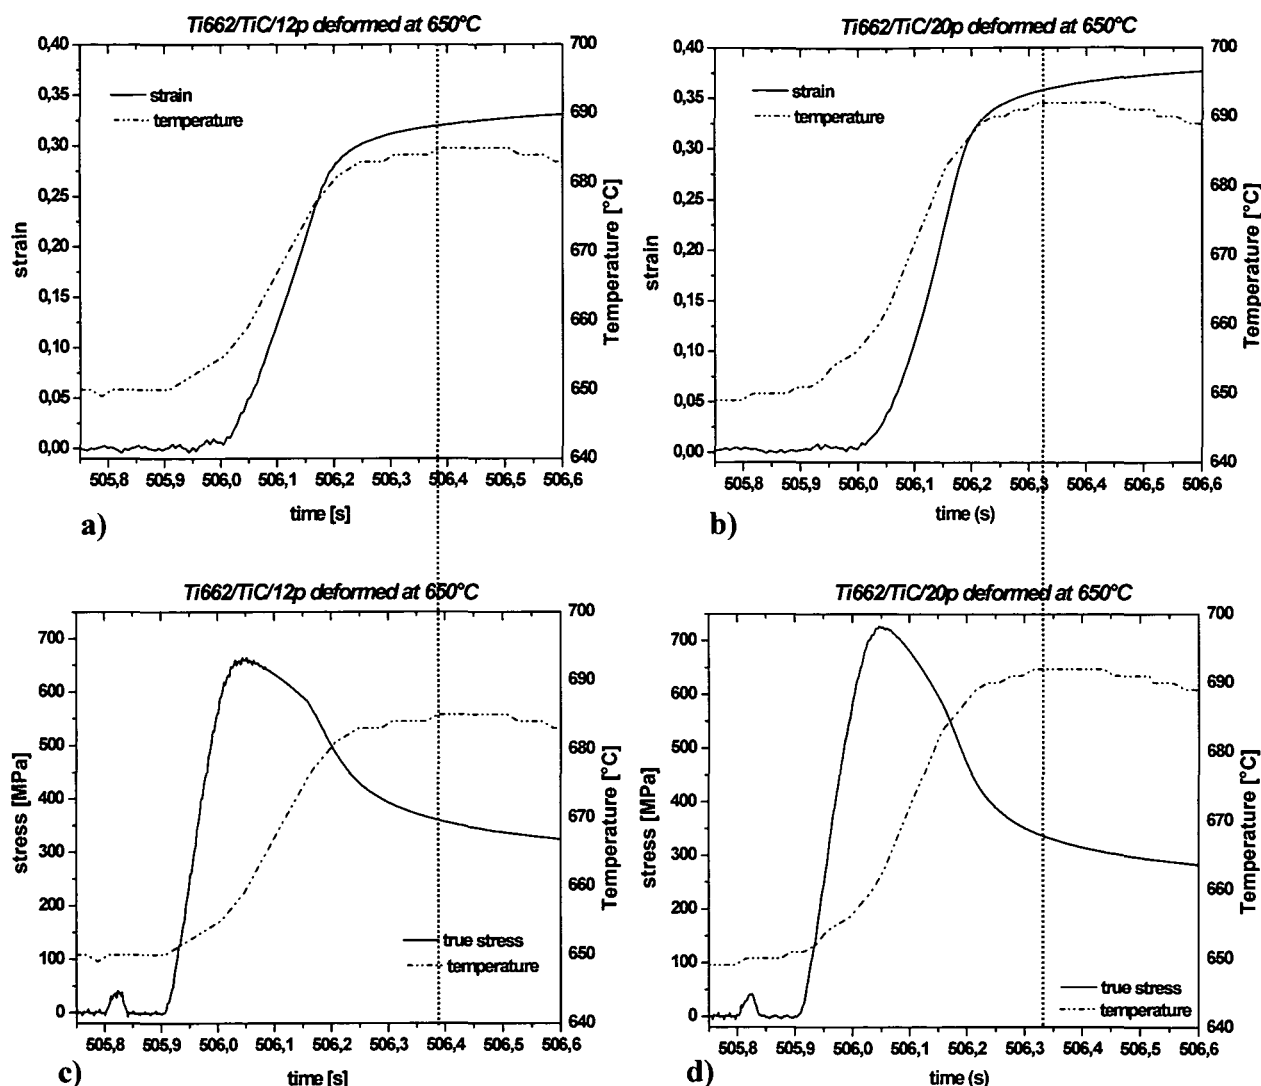 Ti662/TiC/12p deformed at 650°C
0,40
0,35
0,30
0,25
0,20
0,15
0,10
0,05
0,00
strain
strain
temperature
700
690
680
670
660
650
640
Temperature [°C]
505,8 505,9 506,0 506,1 506,2 506,3 506,4 506,5 506,6
time [s]
a)
Ti662/TiC/20p deformed at 650°C
0,40
0,35
0,30
0,25
0,20
0,15
0,10
0,05
0,00
strain
strain
temperature
700
690
680
670
660
650
640
Temperature [°C]
505,8 505,9 506,0 506,1 506,2 506,3 506,4 506,5 506,6
time (s)
b)
Ti662/TiC/12p deformed at 650°C
700
600
500
400
300
200
100
0
stress [MPa]
true stress
temperature
700
690
680
670
660
650
640
Temperature [°C]
505,8 505,9 506,0 506,1 506,2 506,3 506,4 506,5 506,6
time [s]
c)
Ti662/TiC/20p deformed at 650°C
700
650
600
500
400
300
200
100
0
stress [MPa]
true stress
temperature
700
690
680
670
660
650
640
Temperature [°C]
505,8 505,9 506,0 506,1 506,2 506,3 506,4 506,5 506,6
time (s)
d)